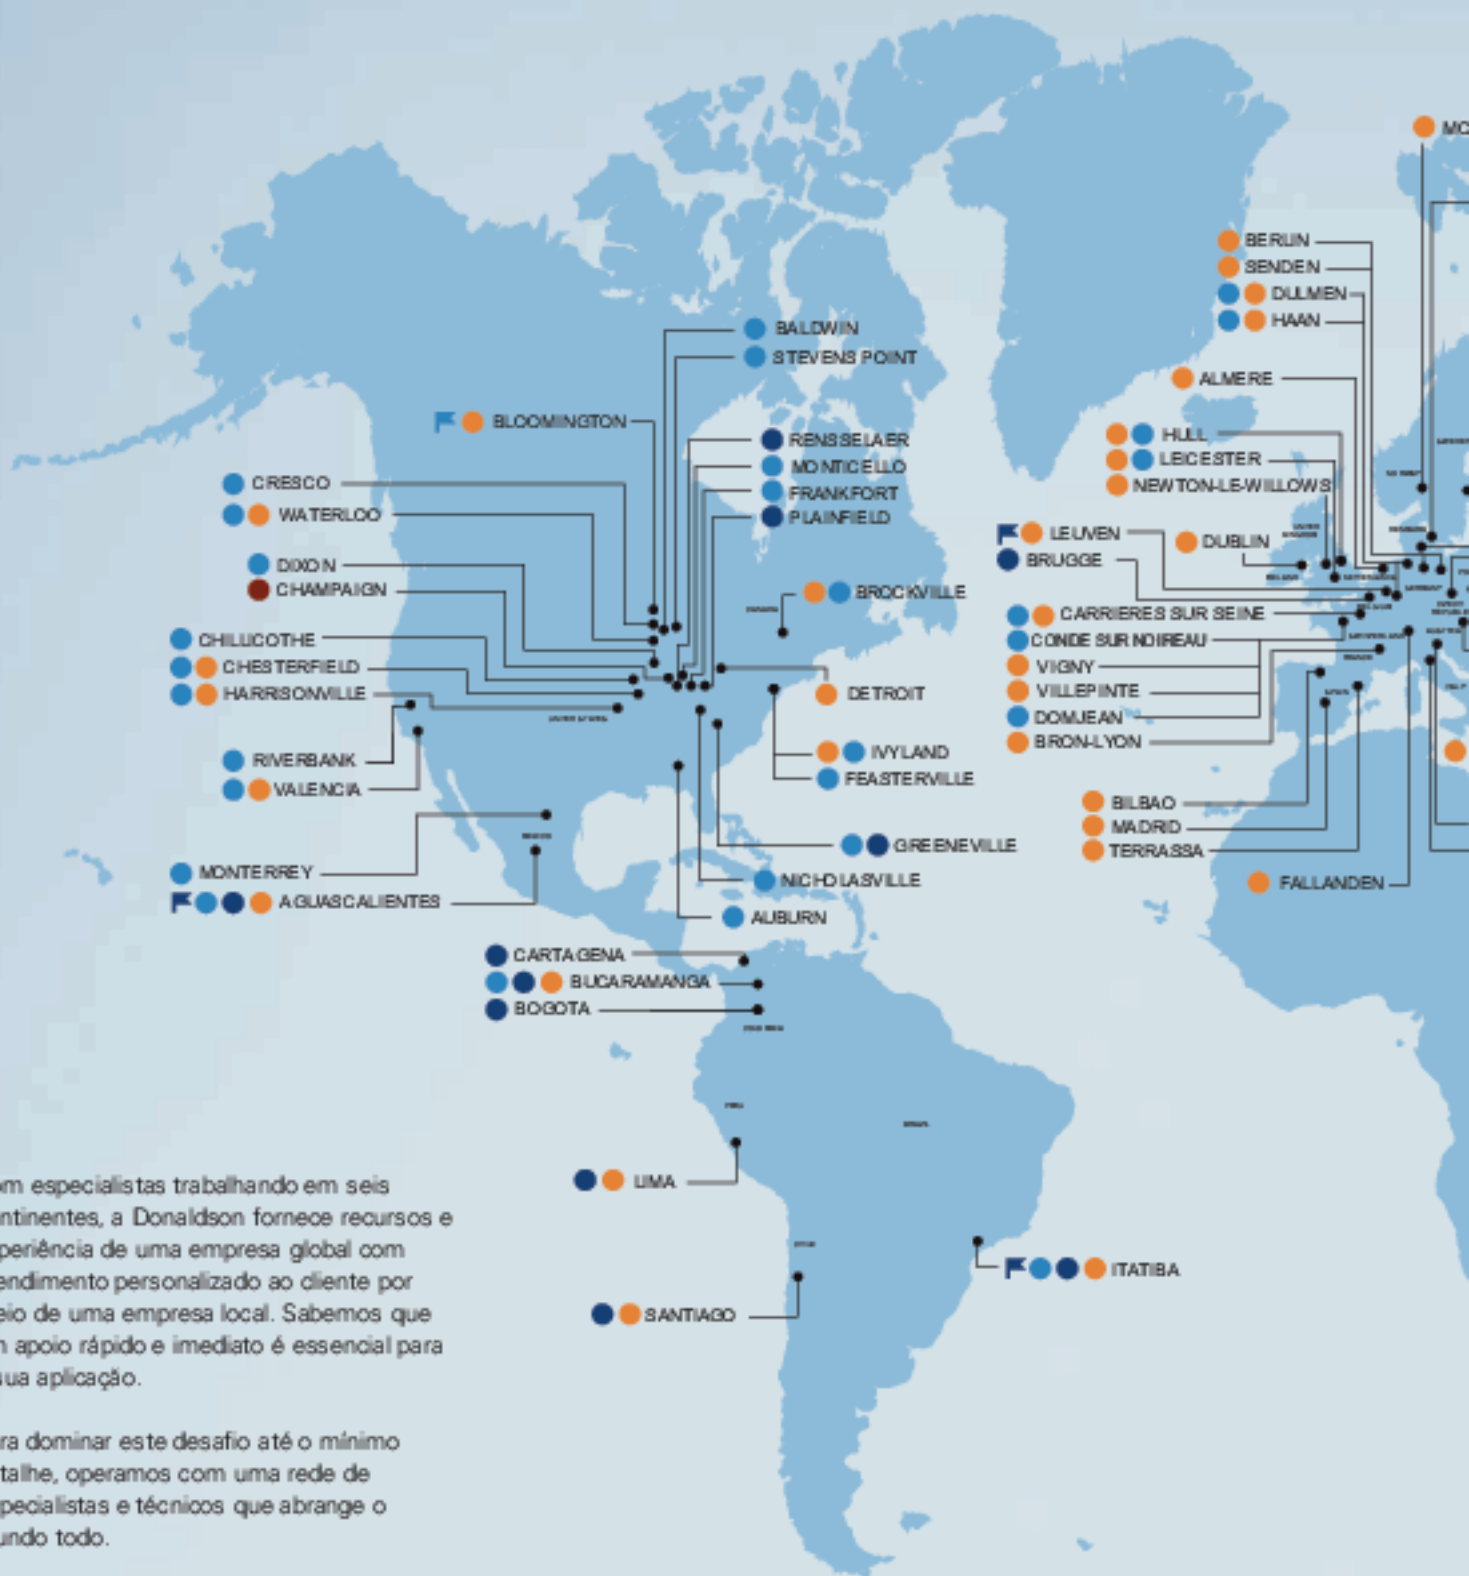 MO
BERLIN
SENDEN
DULMEN
HAAN
BALDWIN
STEVENS POINT
ALMERE
BLOOMINGTON
RENSSELAER
MONTICELLO
FRANKFORT
PLAINFIELD
HULL
LEICESTER
NEWTON-LE-WILLOWS
CRESCO
WATERLOO
LEUVEN
BRUGGE
DUBLIN
DIXON
CHAMPAIGN
BROCKVILLE
CARRIERES SUR SEINE
CONDE SUR NOIREAU
VIGNY
VILLEPINTE
DOMJEAN
BRON-LYON
CHILLICOTHE
CHESTERFIELD
HARRISONVILLE
DETROIT
RIVERBANK
VALENCIA
IVYLAND
FEASTERVILLE
BILBAO
MADRID
TERRASSA
GREENEVILLE
MONTERREY
AGUASCALIENTES
NICHOLASVILLE
FALLANDEN
AUBURN
CARTAGENA
BUCARAMANGA
BOGOTA
PERU
BRAZIL
LIMA
ITATIBA
SANTIAGO
om especialistas trabalhando em seis
ntinentes, a Donaldson fornece recursos e
periência de uma empresa global com
endimento personalizado ao cliente por
eio de uma empresa local. Sabemos que
m apoio rápido e imediato é essencial para
sua aplicação.
ra dominar este desafio até o mínimo
talhe, operamos com uma rede de
pecialistas e técnicos que abrange o
undo todo.